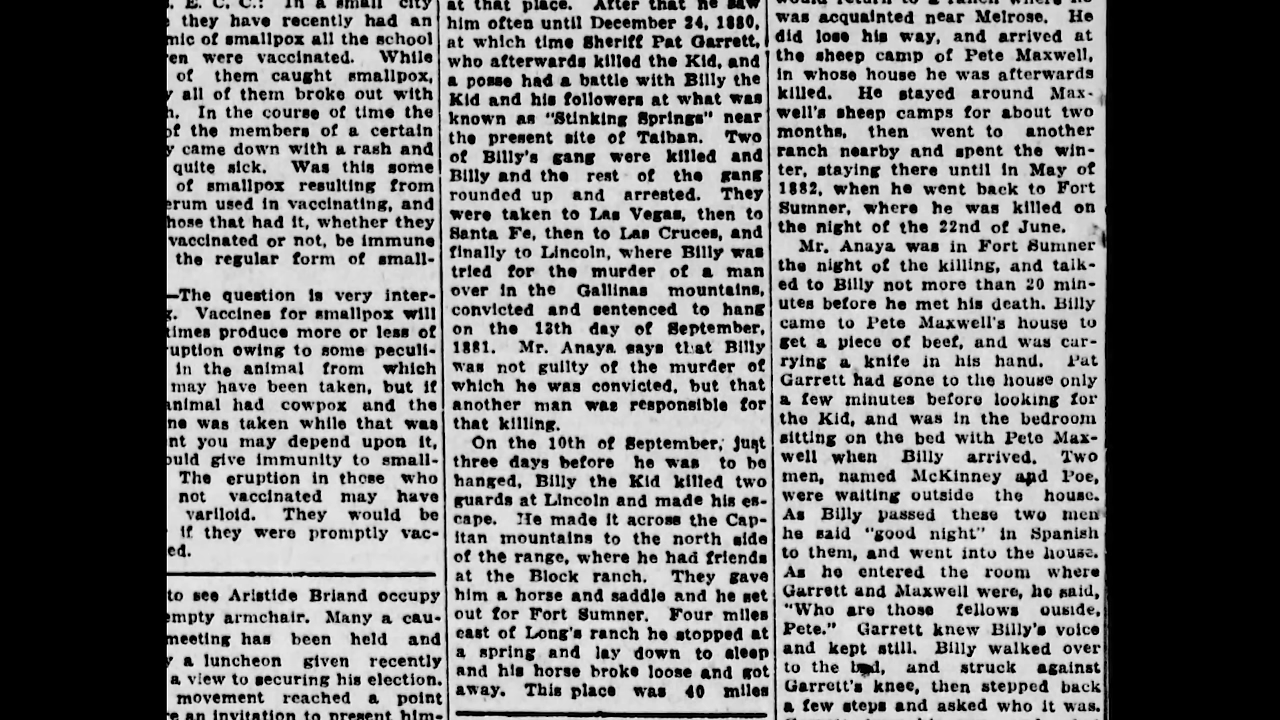 E. C. C.: In a small city
they have recently had an
mic of smallpox all the school
en were vaccinated. While
of them caught smallpox,
all of them broke out with
In the course of time the
of the members of a certain
came down with a rash and
quite sick. Was this some
of smallpox resulting from
erum used in vaccinating, and
hose that had it, whether they
vaccinated or not, be immune
the regular form of small-
—The question is very inter-
Vaccines for smallpox will
times produce more or less of
ruption owing to some peculi-
in the animal from which
may have been taken, but if
animal had cowpox and the
ne was taken while that was
nt you may depend upon it,
ould give immunity to small-
The eruption in those who
not vaccinated may have
variloid. They would be
if they were promptly vac-
ed.
to see Aristide Briand occupy
empty armchair. Many a cau-
meeting has been held and
a luncheon given recently
a view to securing his election.
movement reached a point
an invitation to present him-
at that place. After that he saw
him often until December 24, 1880,
at which time Sheriff Pat Garrett,
who afterwards killed the Kid, and
a posse had a battle with Billy the
Kid and his followers at what was
known as "Stinking Springs" near
the present site of Taiban. Two
of Billy's gang were killed and
Billy and the rest of the gang
rounded up and arrested. They
were taken to Las Vegas, then to
Santa Fe, then to Las Cruces, and
finally to Lincoln, where Billy was
tried for the murder of a man
over in the Gallinas mountains,
convicted and sentenced to hang
on the 13th day of September,
1881. Mr. Anaya says that Billy
was not guilty of the murder of
which he was convicted, but that
another man was responsible for
that killing.
On the 10th of September, just
three days before he was to be
hanged, Billy the Kid killed two
guards at Lincoln and made his es-
cape. He made it across the Cap-
itan mountains to the north side
of the range, where he had friends
at the Block ranch. They gave
him a horse and saddle and he set
out for Fort Sumner. Four miles
east of Long's ranch he stopped at
a spring and lay down to sleep
and his horse broke loose and got
away. This place was 40 miles
would return to a ranch where he
was acquainted near Melrose. He
did lose his way, and arrived at
the sheep camp of Pete Maxwell,
in whose house he was afterwards
killed. He stayed around Max-
well's sheep camps for about two
months, then went to another
ranch nearby and spent the win-
ter, staying there until in May of
1882, when he went back to Fort
Sumner, where he was killed on
the night of the 22nd of June.
Mr. Anaya was in Fort Sumner
the night of the killing, and talk-
ed to Billy not more than 20 min-
utes before he met his death. Billy
came to Pete Maxwell's house to
get a piece of beef, and was car-
rying a knife in his hand. Pat
Garrett had gone to the house only
a few minutes before looking for
the Kid, and was in the bedroom
sitting on the bed with Pete Max-
well when Billy arrived. Two
men, named McKinney and Poe,
were waiting outside the house.
As Billy passed these two men
he said "good night" in Spanish
to them, and went into the house.
As he entered the room where
Garrett and Maxwell were, he said,
"Who are those fellows ouside,
Pete." Garrett knew Billy's voice
and kept still. Billy walked over
to the bed, and struck against
Garrett's knee, then stepped back
a few steps and asked who it was.